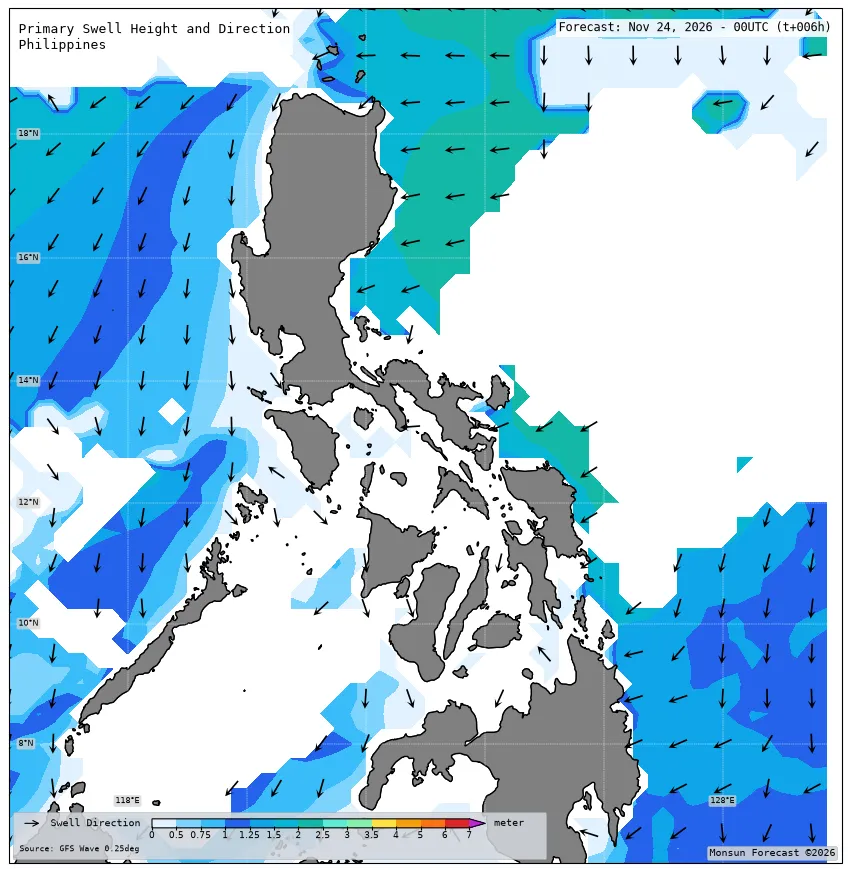 Primary Swell Height and Direction
Philippines
Forecast: Nov 24, 2026 - 00UTC (t+006h)
18°N
16°N
14°N
12°N
10°N
8°N
118°E
128°E
Swell Direction
0 0.5 0.75 1 1.25 1.5 2 2.5 3 3.5 4 5 6 7
meter
Source: GFS Wave 0.25deg
Monsun Forecast ©2026